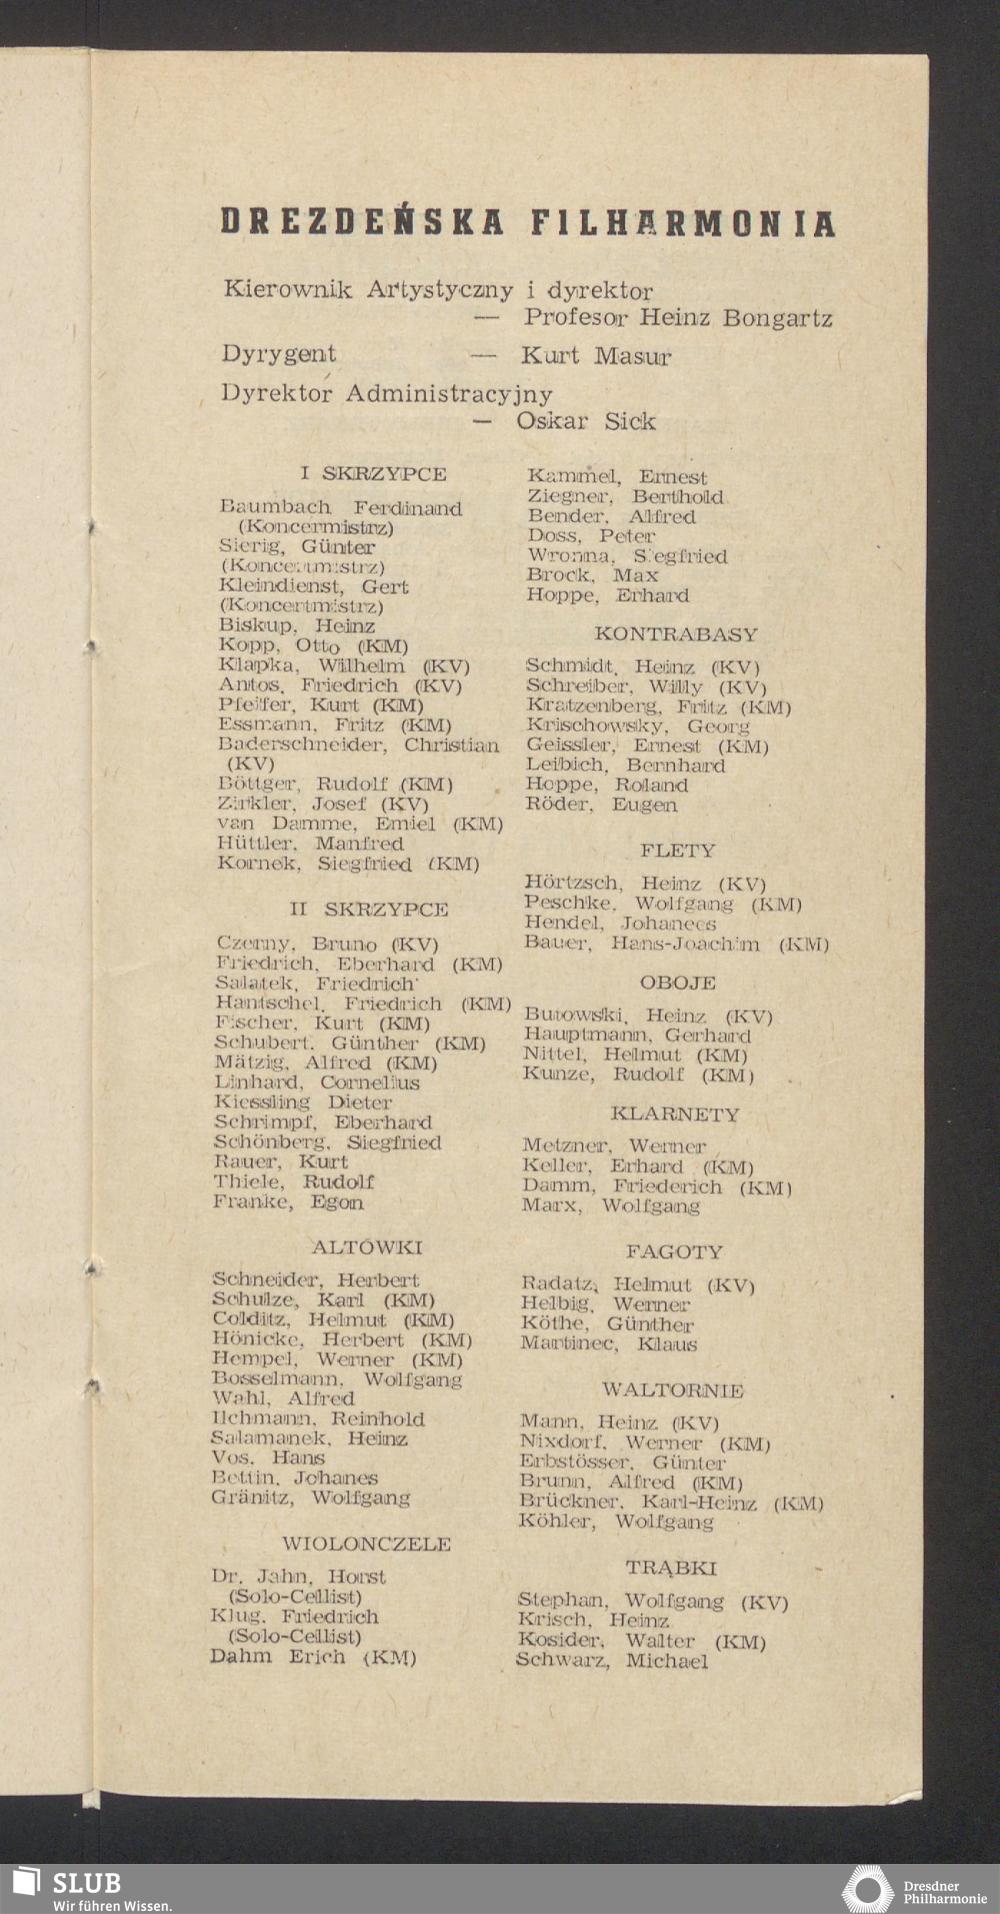 DREZDEŃSKA FILHARMONIA
Kierownik Artystyczny i dyrektor
— Profesor Heinz Bongartz
Dyrygent — Kurt Masur
Dyrektor Administracyjny
— Oskar Sick
I SKRZYPCE
Baumbach Ferdinand
(Koncermistrz)
Sierig, Günter
(Koncertmistrz)
Kleindienst, Gert
(Koncertmistrz)
Biskup, Heinz
Kopp, Otto (KM)
Klapka, Wilhelm (KV)
Antos, Friedrich (KV)
Pfeifer, Kurt (KM)
Essmann, Fritz (KM)
Baderschneider, Christian
(KV)
Böttger, Rudolf (KM)
Zirkler, Josef (KV)
van Damme, Emiel (KM)
Hüttler, Manfred
Kornek, Siegfried (KM)
II SKRZYPCE
Czerny, Bruno (KV)
Friedrich, Eberhard (KM)
Salatek, Friedrich
Hantschel, Friedrich (KM)
Fischer, Kurt (KM)
Schubert, Günther (KM)
Mätzig, Alfred (KM)
Linhard, Cornelius
Kiessling Dieter
Schrimpf, Eberhard
Schönberg, Siegfried
Rauer, Kurt
Thiele, Rudolf
Franke, Egon
ALTÓWKI
Schneider, Herbert
Schulze, Karl (KM)
Colditz, Helmut (KM)
Hönicke, Herbert (KM)
Hempel, Werner (KM)
Bosselmann, Wolfgang
Wahl, Alfred
Ilchmann, Reinhold
Salamanek, Heinz
Vos, Hans
Bettin, Johanes
Gränitz, Wolfgang
WIOLONCZELE
Dr. Jahn, Horst
(Solo-Cellist)
Klug, Friedrich
(Solo-Cellist)
Dahm Erich (KM)
Kammel, Ernest
Ziegner, Berthold
Bender, Alfred
Doss, Peter
Wronna, Siegfried
Brock, Max
Hoppe, Erhard
KONTRABASY
Schmidt, Heinz (KV)
Schreiber, Willy (KV)
Kratzenberg, Fritz (KM)
Krischowsky, Georg
Geissler, Ernest (KM)
Leibich, Bernhard
Hoppe, Roland
Röder, Eugen
FLETY
Hörtzsch, Heinz (KV)
Peschke, Wolfgang (KM)
Hendel, Johanees
Bauer, Hans-Joachim (KM)
OBOJE
Butowski, Heinz (KV)
Hauptmann, Gerhard
Nittel, Helmut (KM)
Kunze, Rudolf (KM)
KLARNETY
Metzner, Werner
Keller, Erhard (KM)
Damm, Friederich (KM)
Marx, Wolfgang
FAGOTY
Radatz, Helmut (KV)
Helbig, Werner
Köthe, Günther
Martinec, Klaus
WALTORNIE
Mann, Heinz (KV)
Nixdorf, Werner (KM)
Erbstösser, Günter
Brunn, Alfred (KM)
Brückner, Karl-Heinz (KM)
Köhler, Wolfgang
TRĄBKI
Stephan, Wolfgang (KV)
Krisch, Heinz
Kosider, Walter (KM)
Schwarz, Michael
SLUB
Wir führen Wissen.
Dresdner
Philharmonie